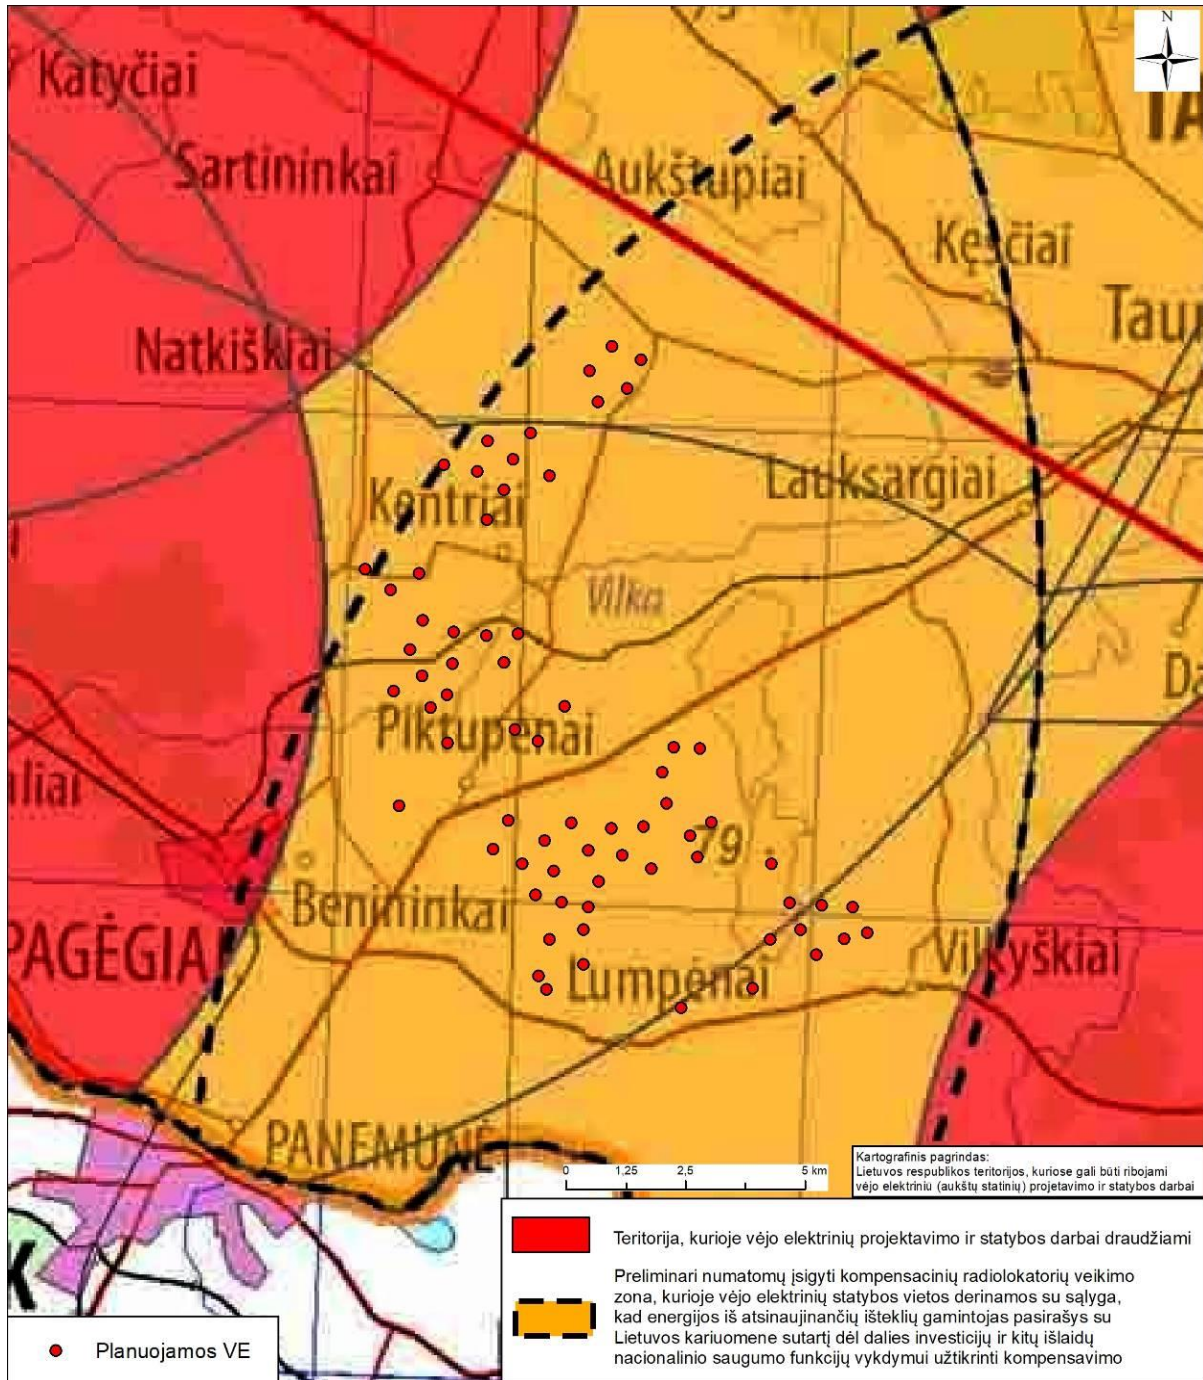 N
Katyčiai
TA
Sartininkai
Aukštupiai
Kęsčiai
Taur
Natkiškiai
Lauksargiai
Kentriai
Vilka
Da
Piktupėnai
liai
79
Benininkai
PAGĖGIAI
Vilkyškiai
Lumpėnai
PANEMUNĖ
0 1,25 2,5 5 km
Kartografinis pagrindas:
Lietuvos respublikos teritorijos, kuriose gali būti ribojami
vėjo elektriniu (aukštų statinių) projetavimo ir statybos darbai
K
Teritorija, kurioje vėjo elektrinių projektavimo ir statybos darbai draudžiami
Preliminari numatomų įsigyti kompensacinių radiolokatorių veikimo
zona, kurioje vėjo elektrinių statybos vietos derinamos su sąlyga,
kad energijos iš atsinaujinančių išteklių gamintojas pasirašys su
Lietuvos kariuomene sutartį dėl dalies investicijų ir kitų išlaidų
nacionalinio saugumo funkcijų vykdymui užtikrinti kompensavimo
Planuojamos VE